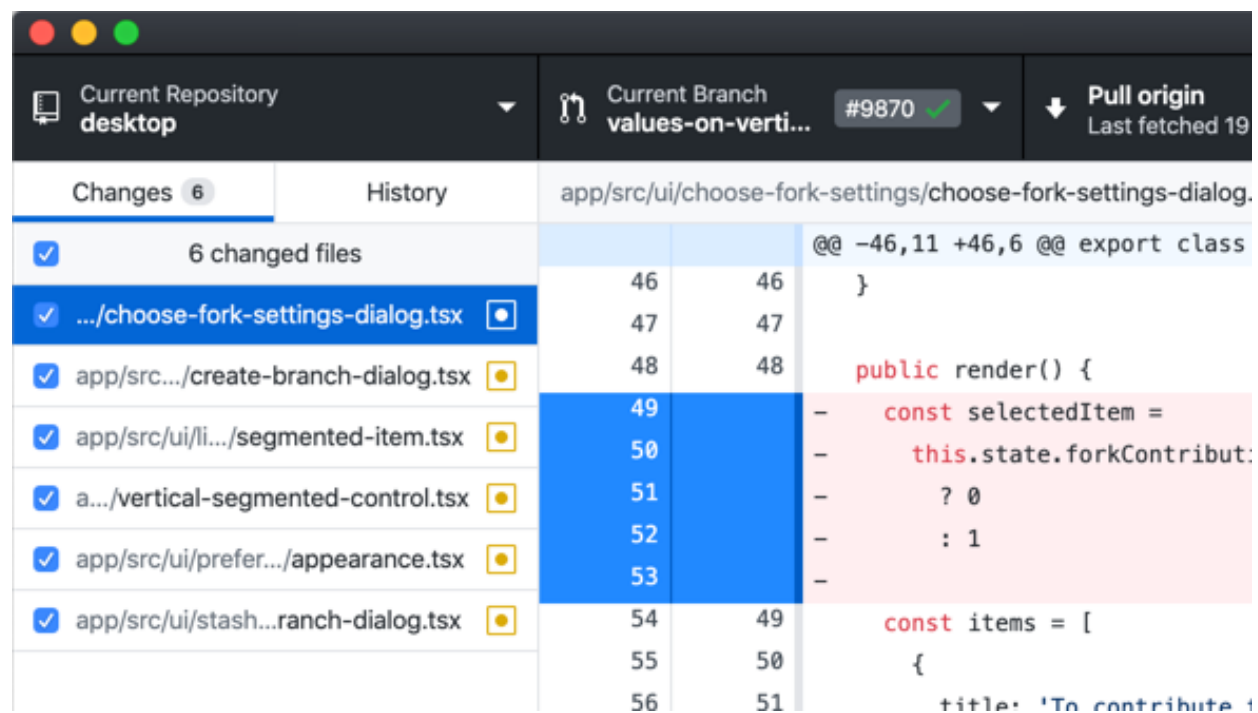 Current Repository
desktop
Current Branch
values-on-verti...
#9870
Pull origin
Last fetched 19
Changes 6
History
app/src/ui/choose-fork-settings/choose-fork-settings-dialog.
6 changed files
.../choose-fork-settings-dialog.tsx
app/src.../create-branch-dialog.tsx
app/src/ui/li.../segmented-item.tsx
a.../vertical-segmented-control.tsx
app/src/ui/prefer.../appearance.tsx
app/src/ui/stash...ranch-dialog.tsx
@@ -46,11 +46,6 @@ export class
46 46 }
47 47
48 48 public render() {
49 - const selectedItem =
50 - this.state.forkContributi
51 - ? 0
52 - : 1
53 -
54 49 const items = [
55 50 {
56 51 title: 'To contribute